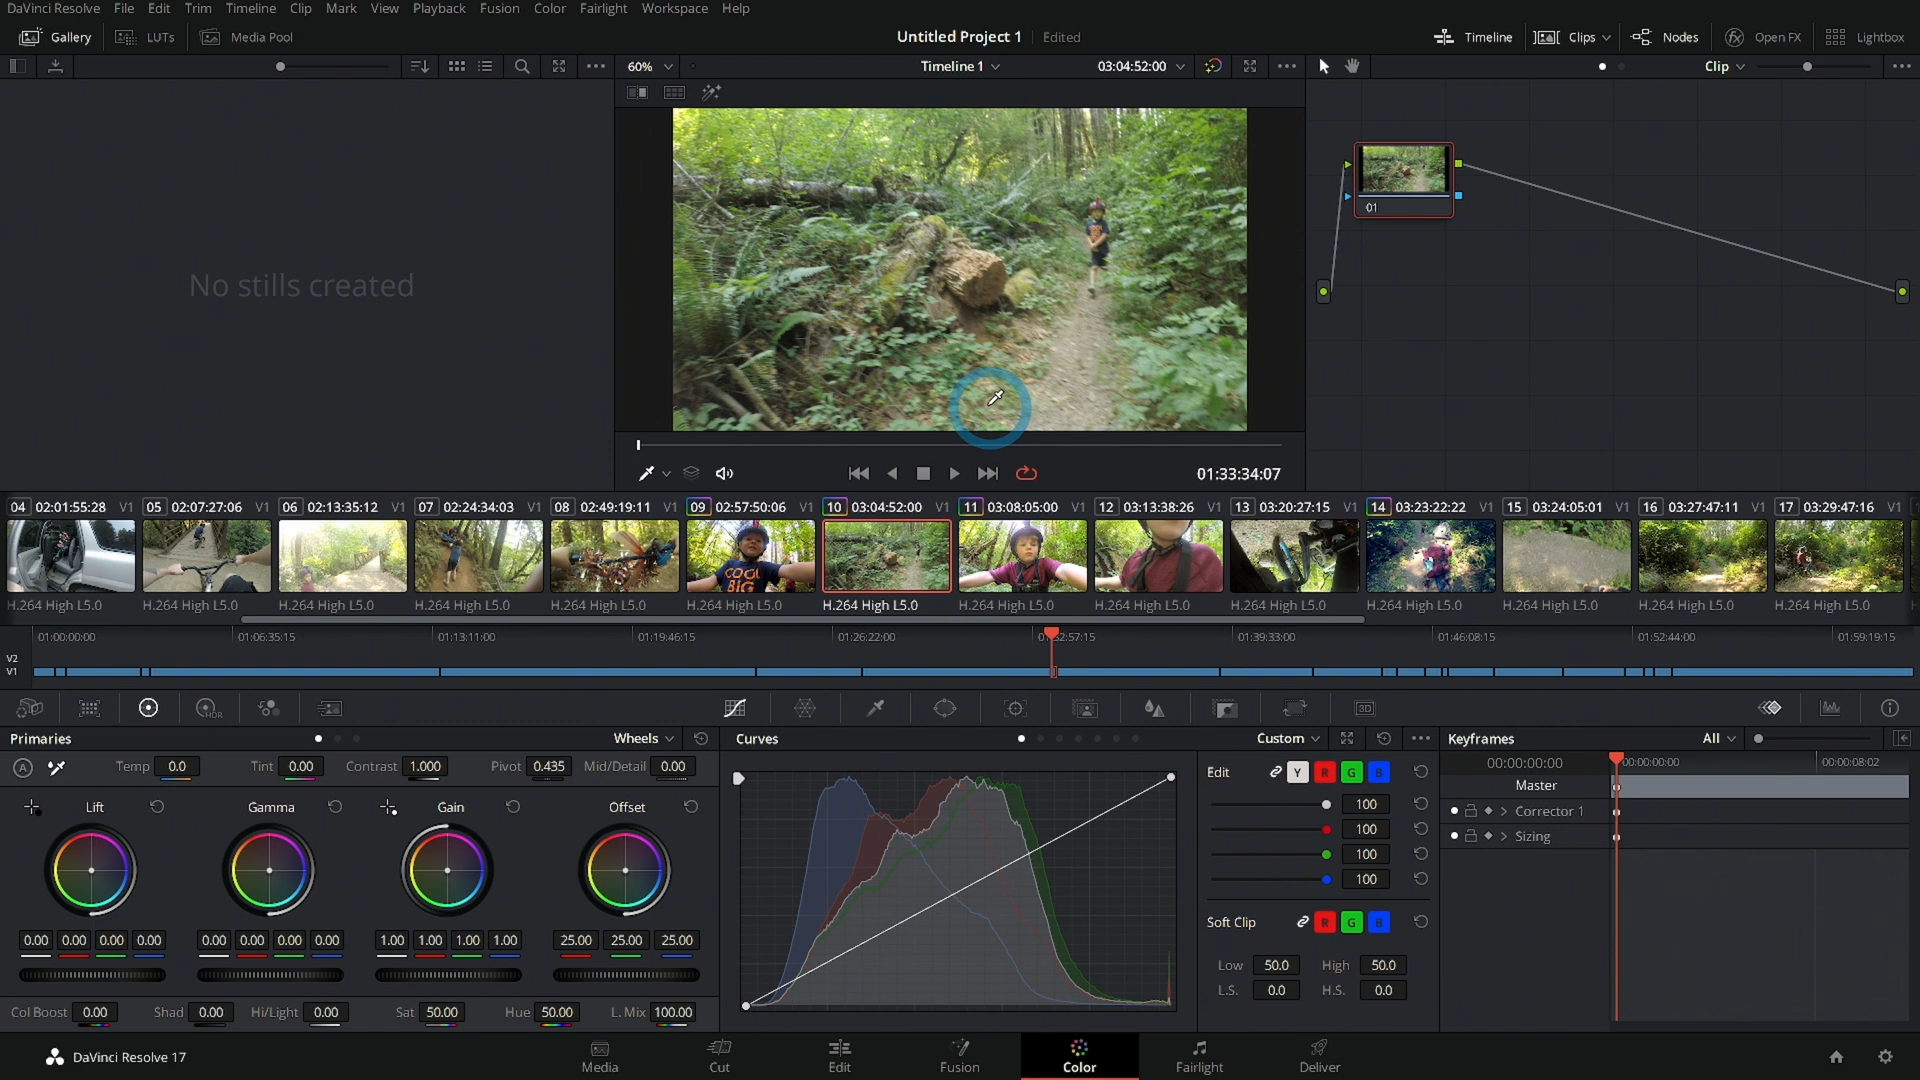 DaVinci Resolve File Edit Trim Timeline Clip Mark View Playback Fusion Color Fairlight Workspace Help
Gallery LUTs Media Pool Untitled Project 1 Edited Timeline Clips Nodes Open FX Lightbox
60% Timeline 1 03:04:52:00 Clip
01
No stills created
01:33:34:07
04 02:01:55:28 V1 05 02:07:27:06 V1 06 02:13:35:12 V1 07 02:24:34:03 V1 08 02:49:19:11 V1 09 02:57:50:06 V1 10 03:04:52:00 V1 11 03:08:05:00 V1 12 03:13:38:26 V1 13 03:20:27:15 V1 14 03:23:22:22 V1 15 03:24:05:01 V1 16 03:27:47:11 V1 17 03:29:47:16 V1
COOL
BIG
H.264 High L5.0 H.264 High L5.0 H.264 High L5.0 H.264 High L5.0 H.264 High L5.0 H.264 High L5.0 H.264 High L5.0 H.264 High L5.0 H.264 High L5.0 H.264 High L5.0 H.264 High L5.0 H.264 High L5.0 H.264 High L5.0 H.264 High L5.0
01:00:00:00 01:06:35:15 01:13:11:00 01:19:46:15 01:26:22:00 01:32:57:15 01:39:33:00 01:46:08:15 01:52:44:00 01:59:19:15
V2
V1
HDR 3D
Primaries Wheels Curves Custom Keyframes All
A Temp 0.0 Tint 0.00 Contrast 1.000 Pivot 0.435 Mid/Detail 0.00
Edit Y R G B
00:00:00:00 00:00:00:00 00:00:08:02
Master
Lift Gamma Gain Offset
100
100
100
100
Corrector 1
Sizing
Soft Clip R G B
0.00 0.00 0.00 0.00 0.00 0.00 0.00 0.00 1.00 1.00 1.00 1.00 25.00 25.00 25.00
Low 50.0 High 50.0
L.S. 0.0 H.S. 0.0
Col Boost 0.00 Shad 0.00 Hi/Light 0.00 Sat 50.00 Hue 50.00 L. Mix 100.00
DaVinci Resolve 17 Media Cut Edit Fusion Color Fairlight Deliver